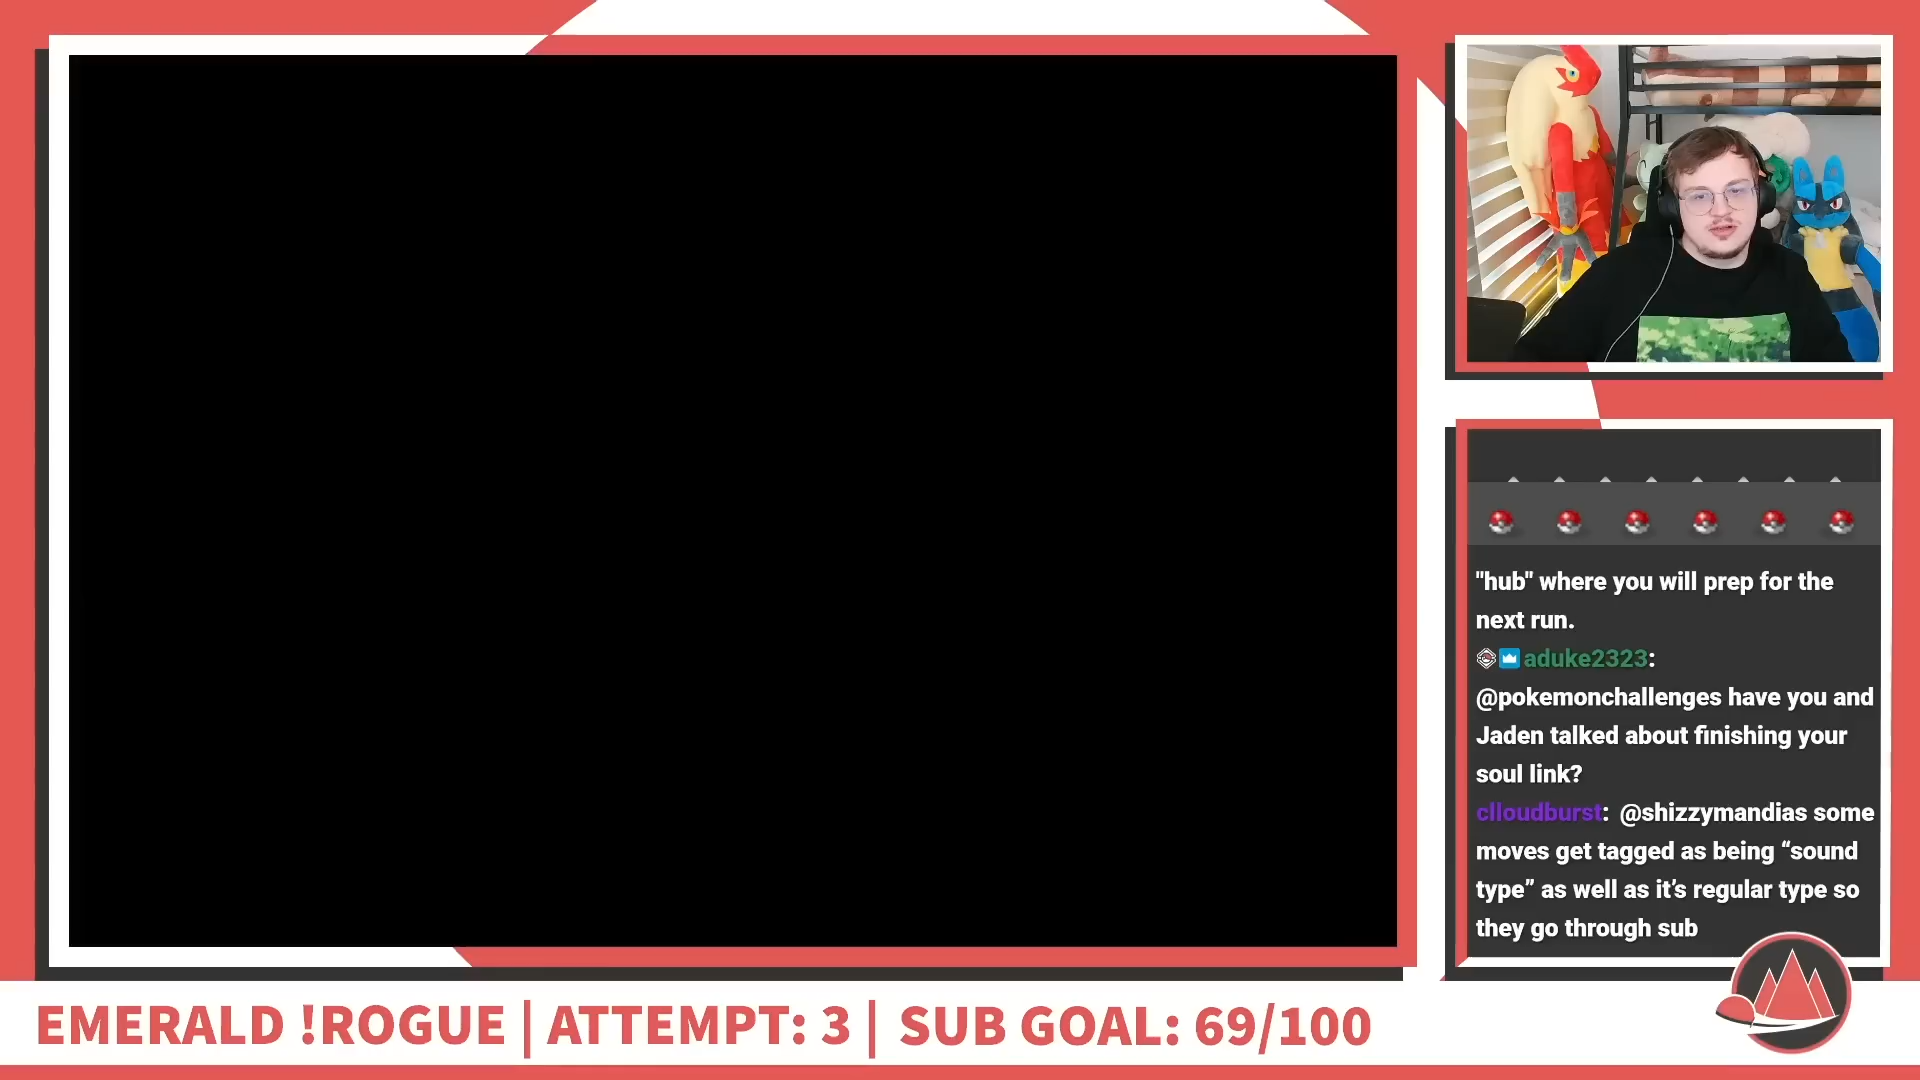 "hub" where you will prep for the
next run.
aduke2323:
@pokemonchallenges have you and
Jaden talked about finishing your
soul link?
clloudburst: @shizzymandias some
moves get tagged as being “sound
type” as well as it’s regular type so
they go through sub
EMERALD !ROGUE | ATTEMPT: 3 | SUB GOAL: 69/100